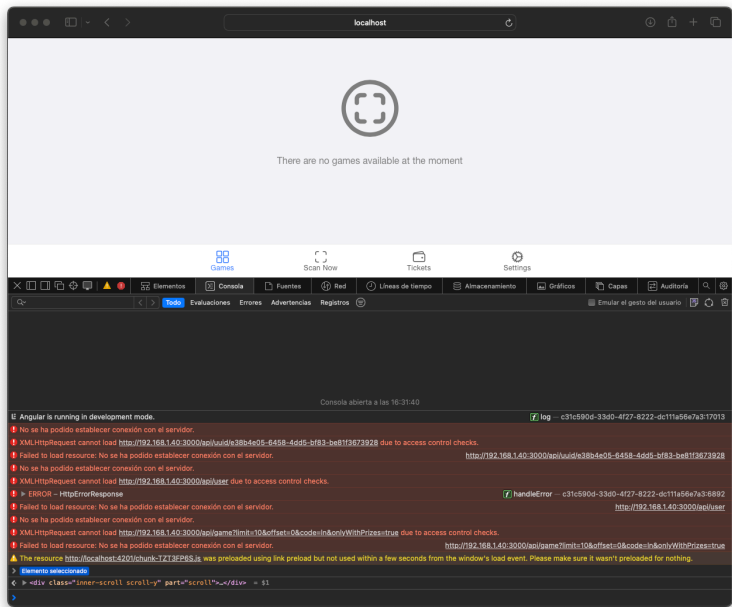 localhost
There are no games available at the moment
Games Scan Now Tickets Settings
Elementos Consola Fuentes Red Líneas de tiempo Almacenamiento Gráficos Capas Auditoría
Todo Evaluaciones Errores Advertencias Registros Emular el gesto del usuario
Consola abierta a las 16:31:40
Angular is running in development mode. f log — c31c590d-33d0-4f27-8222-dc111a56e7a3:17013
No se ha podido establecer conexión con el servidor.
XMLHttpRequest cannot load http://192.168.1.40:3000/api/uuid/e38b4e05-6458-4dd5-bf83-be81f3673928 due to access control checks.
Failed to load resource: No se ha podido establecer conexión con el servidor. http://192.168.1.40:3000/api/uuid/e38b4e05-6458-4dd5-bf83-be81f3673928
No se ha podido establecer conexión con el servidor.
XMLHttpRequest cannot load http://192.168.1.40:3000/api/user due to access control checks.
ERROR – HttpErrorResponse f handleError — c31c590d-33d0-4f27-8222-dc111a56e7a3:6892
Failed to load resource: No se ha podido establecer conexión con el servidor. http://192.168.1.40:3000/api/user
No se ha podido establecer conexión con el servidor.
XMLHttpRequest cannot load http://192.168.1.40:3000/api/game?limit=10&offset=0&code=ln&onlyWithPrizes=true due to access control checks.
Failed to load resource: No se ha podido establecer conexión con el servidor. http://192.168.1.40:3000/api/game?limit=10&offset=0&code=ln&onlyWithPrizes=true
The resource http://localhost:4201/chunk-TZT3FP6S.js was preloaded using link preload but not used within a few seconds from the window's load event. Please make sure it wasn't preloaded for nothing.
Elemento seleccionado
<div class="inner-scroll scroll-y" part="scroll">…</div> = $1